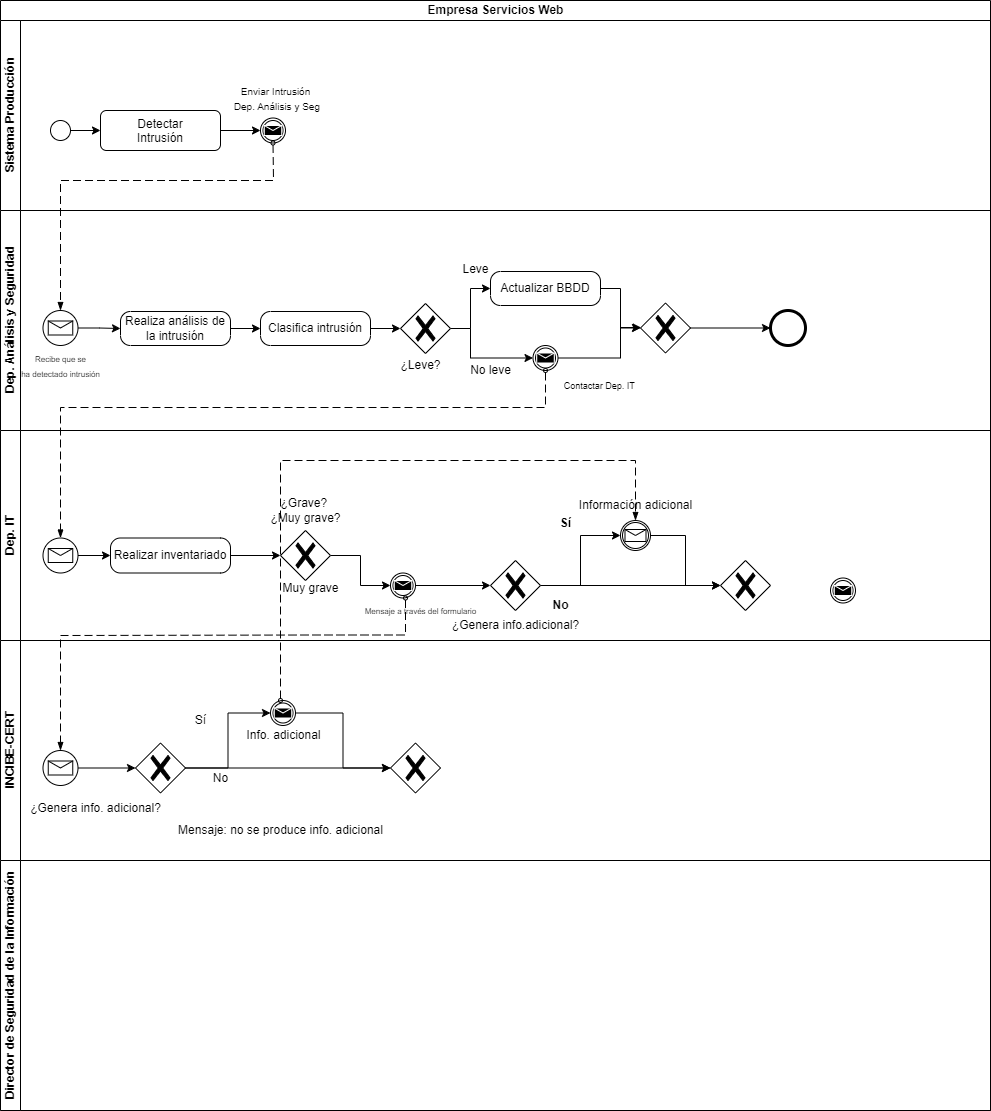 Empresa Servicios Web
Sistema Producción
Enviar Intrusión
Dep. Análisis y Seg
Detectar
Intrusión
Dep. Análisis y Seguridad
Leve
Actualizar BBDD
Realiza análisis de
la intrusión
Clasifica intrusión
¿Leve?
No leve
Recibe que se
ha detectado intrusión
Contactar Dep. IT
Dep. IT
¿Grave?
¿Muy grave?
Información adicional
Sí
Realizar inventariado
Muy grave
No
Mensaje a través del formulario
¿Genera info.adicional?
INCIBE-CERT
Sí
Info. adicional
No
¿Genera info. adicional?
Mensaje: no se produce info. adicional
Director de Seguridad de la Información